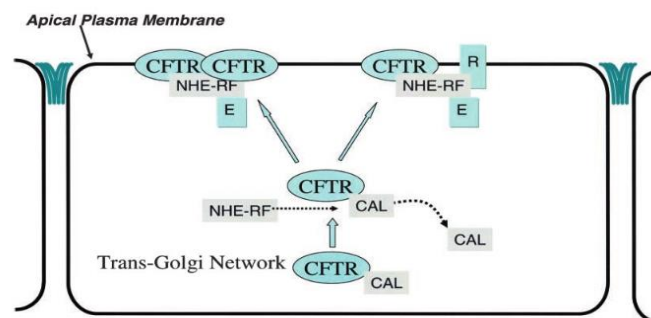 Apical Plasma Membrane
CFTR CFTR CFTR R
NHE-RF NHE-RF
E E
CFTR
NHE-RF CAL
CAL
Trans-Golgi Network CFTR
CAL